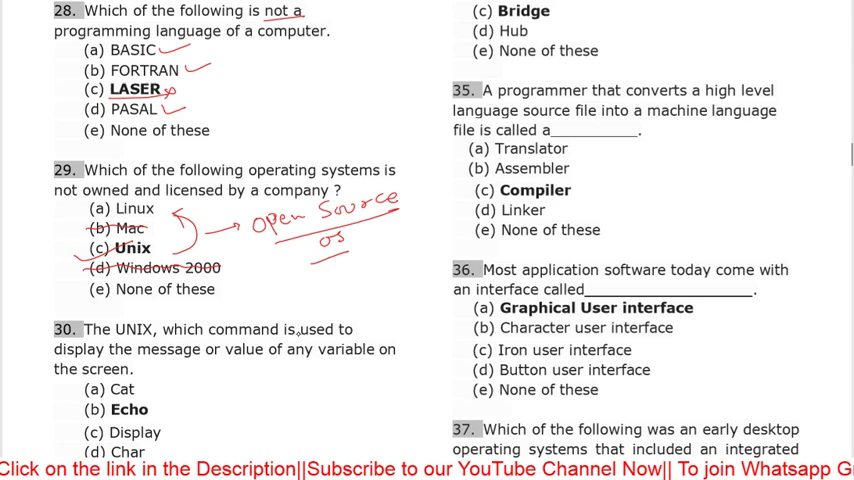 28. Which of the following is not a
programming language of a computer.
(a) BASIC
(b) FORTRAN
(c) LASER
(d) PASAL
(e) None of these
29. Which of the following operating systems is
not owned and licensed by a company ?
(a) Linux
(b) Mac
(c) Unix
(d) Windows 2000
(e) None of these
Open Source
os
30. The UNIX, which command is used to
display the message or value of any variable on
the screen.
(a) Cat
(b) Echo
(c) Display
(d) Char
(c) Bridge
(d) Hub
(e) None of these
35. A programmer that converts a high level
language source file into a machine language
file is called a___________.
(a) Translator
(b) Assembler
(c) Compiler
(d) Linker
(e) None of these
36. Most application software today come with
an interface called_____________________.
(a) Graphical User interface
(b) Character user interface
(c) Iron user interface
(d) Button user interface
(e) None of these
37. Which of the following was an early desktop
operating systems that included an integrated
Click on the link in the Description||Subscribe to our YouTube Channel Now|| To join Whatsapp G